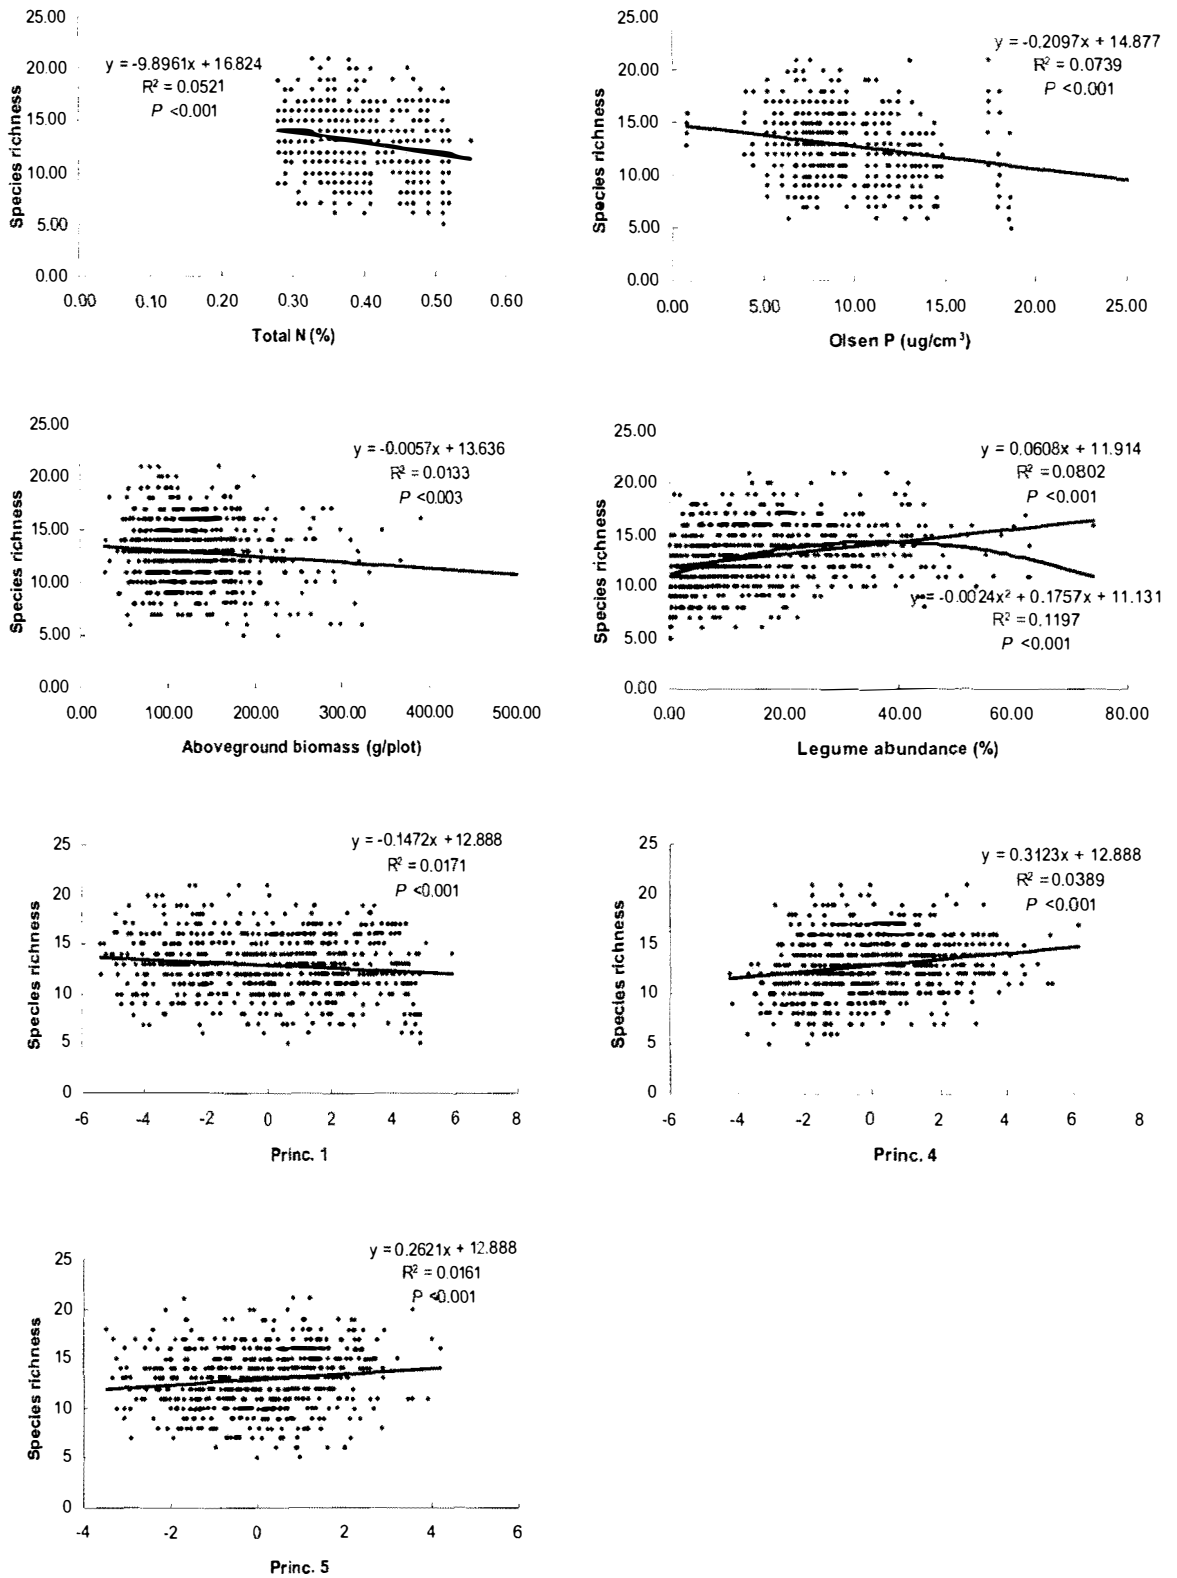 25.00
20.00
15.00
10.00
5.00
0.00
Species richness
y = -9.8961x + 16.824
R² = 0.0521
P <0.001
0.00 0.10 0.20 0.30 0.40 0.50 0.60
Total N (%)
25.00
20.00
15.00
10.00
5.00
0.00
Species richness
y = -0.2097x + 14.877
R² = 0.0739
P <0.001
0.00 5.00 10.00 15.00 20.00 25.00
Olsen P (ug/cm³)
25.00
20.00
15.00
10.00
5.00
0.00
Species richness
y = -0.0057x + 13.636
R² = 0.0133
P <0.003
0.00 100.00 200.00 300.00 400.00 500.00
Aboveground biomass (g/plot)
25.00
20.00
15.00
10.00
5.00
0.00
Species richness
y = 0.0608x + 11.914
R² = 0.0802
P <0.001
y = -0.0024x² + 0.1757x + 11.131
R² = 0.1197
P <0.001
0.00 20.00 40.00 60.00 80.00
Legume abundance (%)
25
20
15
10
5
0
Species richness
y = -0.1472x + 12.888
R² = 0.0171
P <0.001
-6 -4 -2 0 2 4 6 8
Princ. 1
25
20
15
10
5
0
Species richness
y = 0.3123x + 12.888
R² = 0.0389
P <0.001
-6 -4 -2 0 2 4 6 8
Princ. 4
25
20
15
10
5
0
Species richness
y = 0.2621x + 12.888
R² = 0.0161
P <0.001
-4 -2 0 2 4 6
Princ. 5